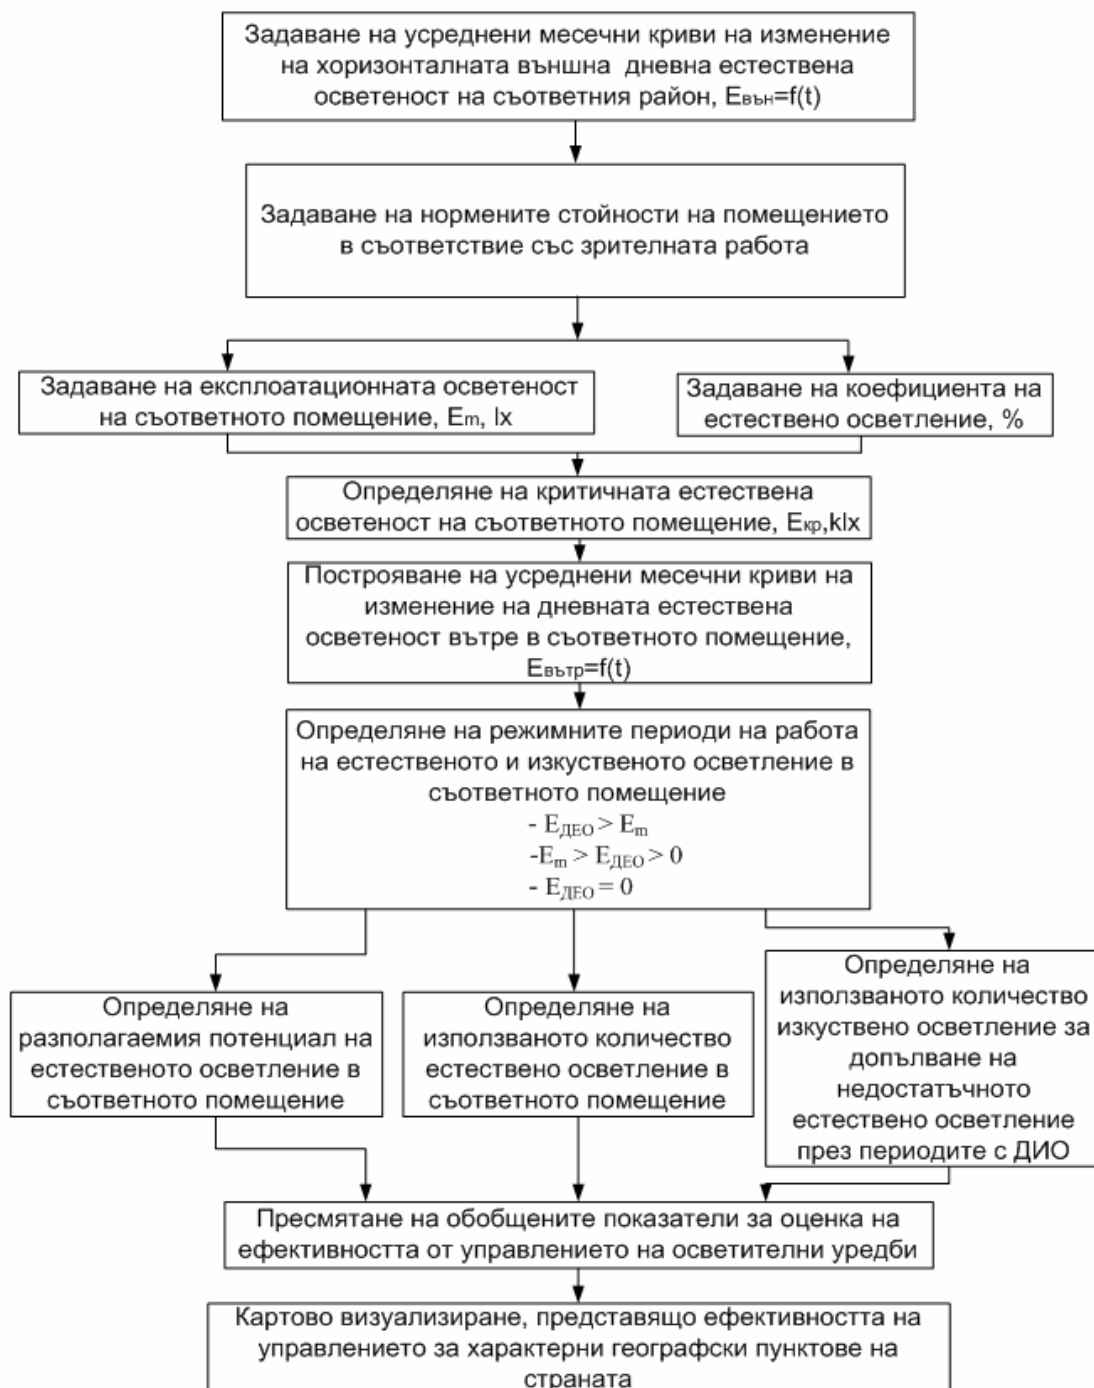 Задаване на усреднени месечни криви на изменение
на хоризонталната външна дневна естествена
осветеност на съответния район, Eвън=f(t)
Задаване на нормените стойности на помещението
в съответствие със зрителната работа
Задаване на експлоатационната осветеност
на съответното помещение, Em, lx
Задаване на коефициента на
естествено осветление, %
Определяне на критичната естествена
осветеност на съответното помещение, Eкр,klx
Построяване на усреднени месечни криви на
изменение на дневната естествена
осветеност вътре в съответното помещение,
Eвътр=f(t)
Определяне на режимните периоди на работа
на естественото и изкуственото осветление в
съответното помещение
- EДЕО > Em
-Em > EДЕО > 0
- EДЕО = 0
Определяне на
разполагаемия потенциал на
естественото осветление в
съответното помещение
Определяне на
използваното количество
естествено осветление в
съответното помещение
Определяне на
използваното количество
изкуствено осветление за
допълване на
недостатъчното
естествено осветление
през периодите с ДИО
Пресмятане на обобщените показатели за оценка на
ефективността от управлението на осветителни уредби
Картово визуализиране, представящо ефективността на
управлението за характерни географски пунктове на
страната